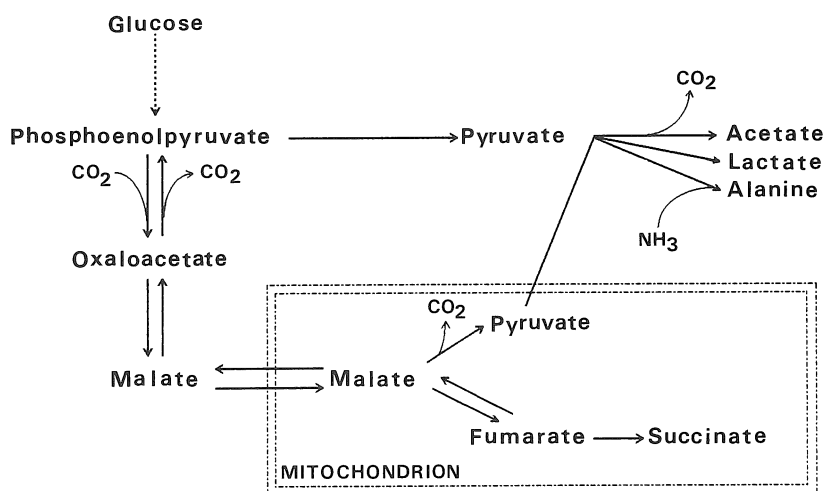 Glucose
CO2
Phosphoenolpyruvate
Pyruvate
Acetate
Lactate
Alanine
CO2
CO2
NH3
Oxaloacetate
CO2
Pyruvate
Malate
Malate
Fumarate
Succinate
MITOCHONDRION